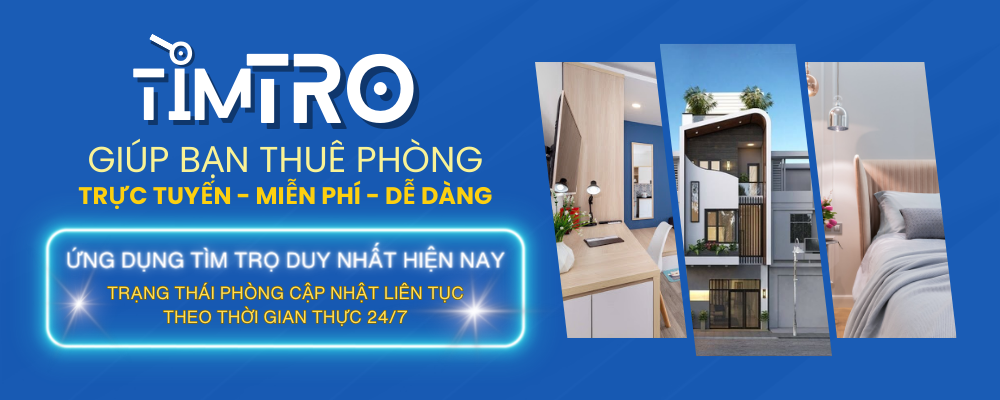 TÌMTRO
GIÚP BẠN THUÊ PHÒNG
TRỰC TUYẾN - MIỄN PHÍ - DỄ DÀNG
ỨNG DỤNG TÌM TRỌ DUY NHẤT HIỆN NAY
TRẠNG THÁI PHÒNG CẬP NHẬT LIÊN TỤC
THEO THỜI GIAN THỰC 24/7